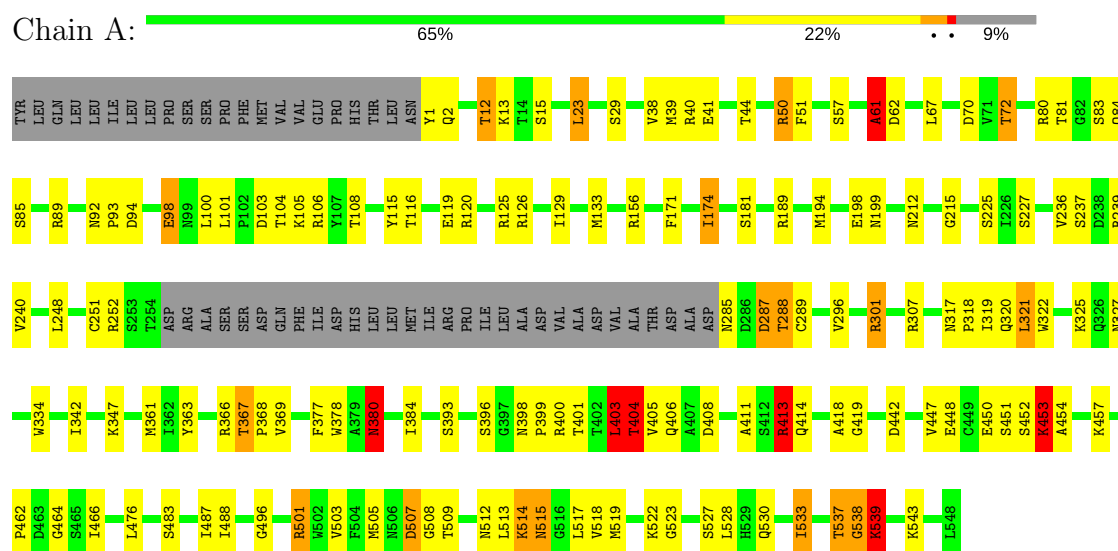 Chain A:
65% 22% • • 9%
TYR LEU GLN LEU LEU ILE LEU LEU PRO SER SER PRO PHE MET VAL VAL GLU PRO HIS THR LEU ASN Y1 Q2 T12 K13 T14 S15 L23 S29 V38 M39 R40 E41 T44 R50 F51 S57 A61 D62 L67 D70 V71 T72 R80 T81 G82 S83 Q84
S85 R89 N92 P93 D94 E98 N99 L100 L101 P102 D103 T104 K105 R106 Y107 T108 Y115 T116 E119 R120 R125 R126 I129 M133 R156 F171 I174 S181 R189 M194 E198 N199 N212 G215 S225 I226 S227 V236 S237 D238 P239
V240 L248 C251 R252 S253 T254 ASP ARG ALA SER SER ASP GLN PHE ILE ASP HIS LEU LEU MET ILE ARG PRO ILE LEU ALA ASP VAL ALA ASP VAL ALA THR ASP ALA ASP N285 D286 D287 T288 C289 V296 R301 R307 N317 P318 I319 Q320 L321 W322 K325 Q326 N327
W334 I342 K347 M361 I362 Y363 R366 T367 P368 V369 F377 W378 A379 N380 I384 S393 S396 G397 N398 P399 R400 T401 T402 L403 T404 V405 Q406 A407 D408 A411 S412 R413 Q414 A418 G419 D442 V447 E448 C449 E450 S451 S452 K453 A454 K457
P462 D463 G464 S465 I466 L476 S483 I487 I488 G496 R501 W502 V503 F504 M505 N506 D507 G508 T509 N512 L513 K514 N515 G516 L517 V518 M519 K522 G523 S527 L528 H529 Q530 I533 T537 G538 K539 K543 L548